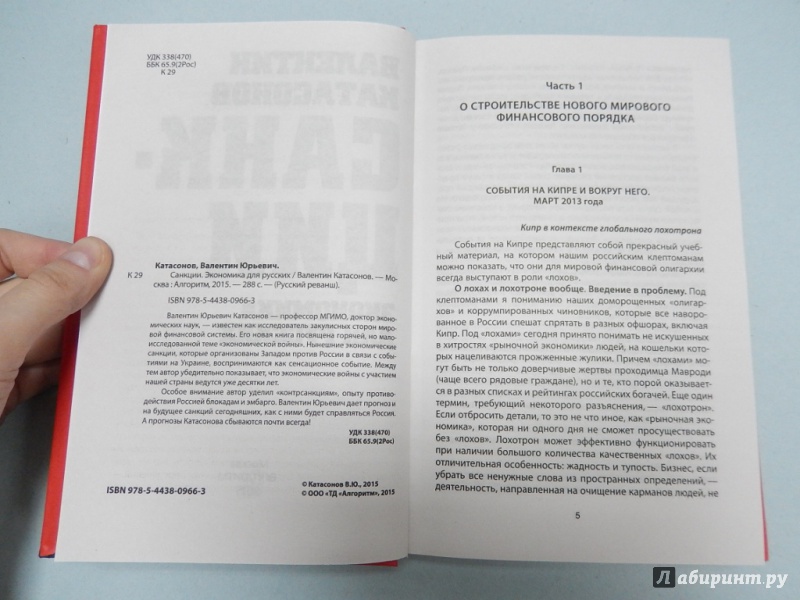 УДК 338(470)
ББК 65.9(2Рос)
К 29
Катасонов, Валентин Юрьевич.
К 29 Санкции. Экономика для русских / Валентин Катасонов. — Мо-
сква : Алгоритм, 2015. — 288 с. — (Русский реванш).
ISBN 978-5-4438-0966-3
Валентин Юрьевич Катасонов — профессор МГИМО, доктор эконо-
мических наук, — известен как исследователь закулисных сторон миро-
вой финансовой системы. Его новая книга посвящена горячей, но мало-
исследованной теме «экономической войны». Нынешние экономические
санкции, которые организованы Западом против России в связи с событи-
ями на Украине, воспринимаются как сенсационное событие. Между
тем автор убедительно показывает, что экономические войны с участием
нашей страны ведутся уже десятки лет.
Особое внимание автор уделил «контрсанкциям», опыту противо-
действия Россией блокадам и эмбарго. Валентин Юрьевич дает прогноз и
на будущее санкций сегодняшних, как с ними будет справляться Россия.
А прогнозы Катасонова сбываются почти всегда!
УДК 338(470)
ББК 65.9(2Рос)
ISBN 978-5-4438-0966-3
© Катасонов В.Ю., 2015
© ООО «ТД «Алгоритм», 2015
Часть 1
О СТРОИТЕЛЬСТВЕ НОВОГО МИРОВОГО
ФИНАНСОВОГО ПОРЯДКА
Глава 1
СОБЫТИЯ НА КИПРЕ И ВОКРУГ НЕГО.
МАРТ 2013 года
Кипр в контексте глобального лохотрона
События на Кипре представляют собой прекрасный учеб-
ный материал, на котором нашим российским клептоманам
можно показать, что они для мировой финансовой олигархии
всегда выступают в роли «лохов».
О лохах и лохотроне вообще. Введение в проблему. Под
клептоманами я понимаю наших доморощенных «олигар-
хов» и коррумпированных чиновников, которые все наворо-
ванное в России спешат спрятать в разных офшорах, включая
Кипр. Под «лохами» сегодня принято понимать не искушенных
в хитростях «рыночной экономики» людей, на кошельки кото-
рых нацеливаются прожженные жулики. Причем «лохами» мо-
гут быть не только доверчивые жертвы проходимца Мавроди
(чаще всего рядовые граждане), но и те, кто порой оказывает-
ся в разных списках и рейтингах российских богачей. Еще один
термин, требующий некоторого разъяснения, — «лохотрон».
Если отбросить детали, то это не что иное, как «рыночная эко-
номика», которая ни одного дня не сможет просуществовать
без «лохов». Лохотрон может эффективно функционировать
при наличии большого количества качественных «лохов». Их
отличительная особенность: жадность и тупость. Бизнес, если
убрать все ненужные слова из пространных определений, —
деятельность, направленная на очищение карманов людей, не
5
Лабиринт.ру